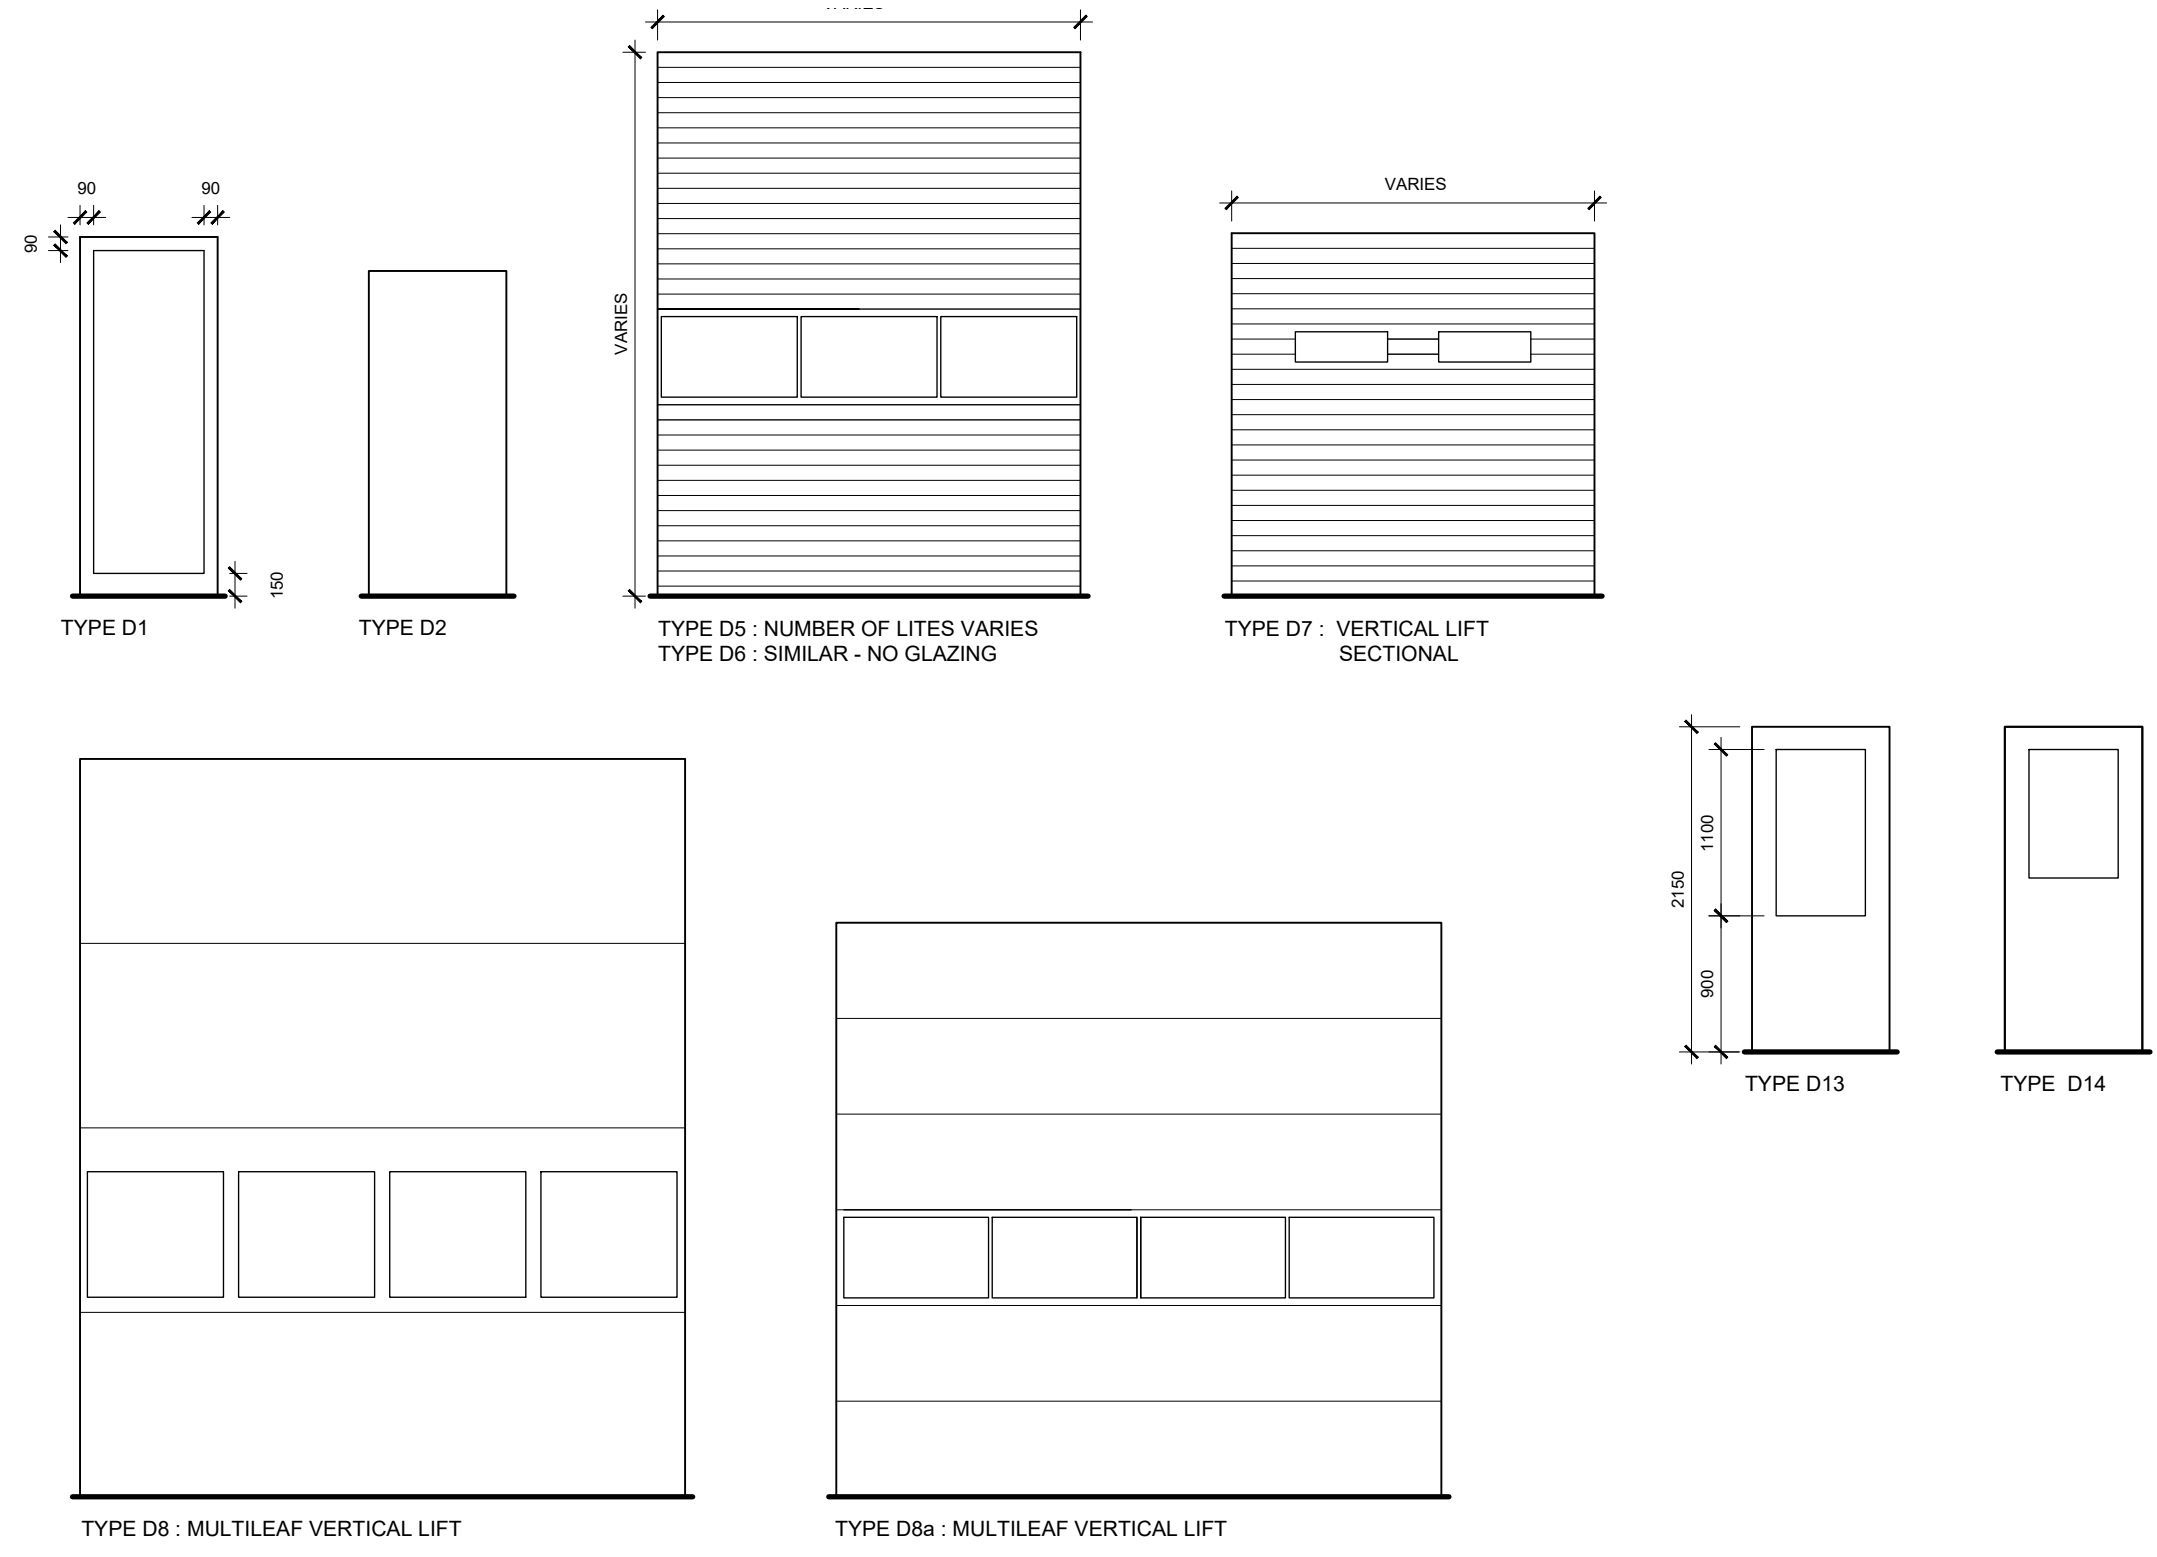 90
90
90
150
TYPE D1
TYPE D2
VARIES
TYPE D5 : NUMBER OF LITES VARIES
TYPE D6 : SIMILAR - NO GLAZING
VARIES
TYPE D7 : VERTICAL LIFT
SECTIONAL
2150
1100
900
TYPE D13
TYPE D14
TYPE D8 : MULTILEAF VERTICAL LIFT
TYPE D8a : MULTILEAF VERTICAL LIFT